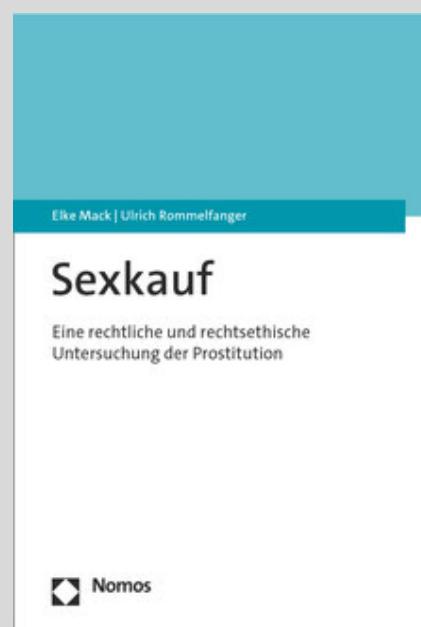 Elke Mack | Ulrich Rommelfanger
Sexkauf
Eine rechtliche und rechtsethische
Untersuchung der Prostitution
Nomos